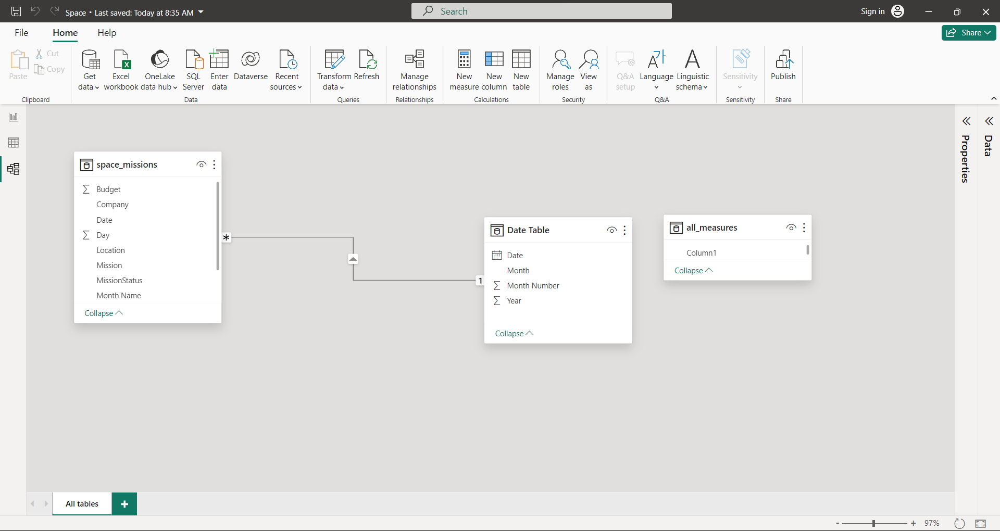 Space • Last saved: Today at 8:35 AM
Search
Sign in
File Home Help
Share
Paste
Cut
Copy
Clipboard
Get data
Excel workbook
OneLake data hub
SQL Server
Enter data
Dataverse
Recent sources
Data
Transform data
Refresh
Queries
Manage relationships
Relationships
New measure
New column
New table
Calculations
Manage roles
View as
Security
Q&A setup
Language
Linguistic schema
Q&A
Sensitivity
Sensitivity
Publish
Share
space_missions
Budget
Company
Date
Day
Location
Mission
MissionStatus
Month Name
Collapse
*
1
Date Table
Date
Month
Month Number
Year
Collapse
all_measures
Column1
Collapse
Properties
Data
All tables
+
- + 97%